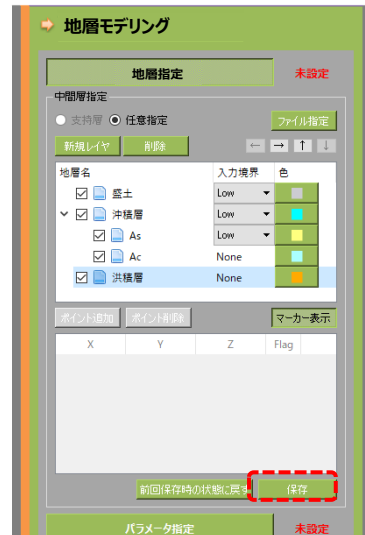 地層モデリング
地層指定 未設定
中間層指定
支持層 任意指定 ファイル指定
新規レイヤ 削除 ← → ↑ ↓
地層名 入力境界 色
盛土 Low
沖積層 Low
As Low
Ac None
洪積層 None
ポイント追加 ポイント削除 マーカー表示
X Y Z Flag
前回保存時の状態に戻す 保存
パラメータ指定 未設定